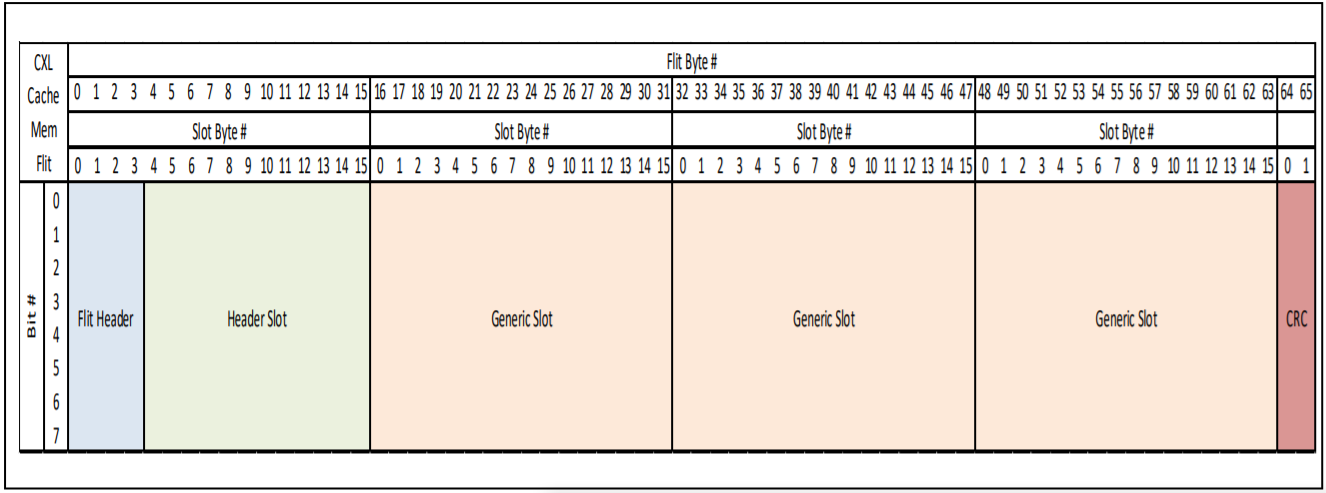 CXL Flit Byte #
Cache 0 1 2 3 4 5 6 7 8 9 10 11 12 13 14 15 16 17 18 19 20 21 22 23 24 25 26 27 28 29 30 31 32 33 34 35 36 37 38 39 40 41 42 43 44 45 46 47 48 49 50 51 52 53 54 55 56 57 58 59 60 61 62 63 64 65
Mem Slot Byte # Slot Byte # Slot Byte # Slot Byte #
Flit 0 1 2 3 4 5 6 7 8 9 10 11 12 13 14 15 0 1 2 3 4 5 6 7 8 9 10 11 12 13 14 15 0 1 2 3 4 5 6 7 8 9 10 11 12 13 14 15 0 1 2 3 4 5 6 7 8 9 10 11 12 13 14 15 0 1
Bit #
0
1
2
3
4
5
6
7
Flit Header Header Slot Generic Slot Generic Slot Generic Slot CRC